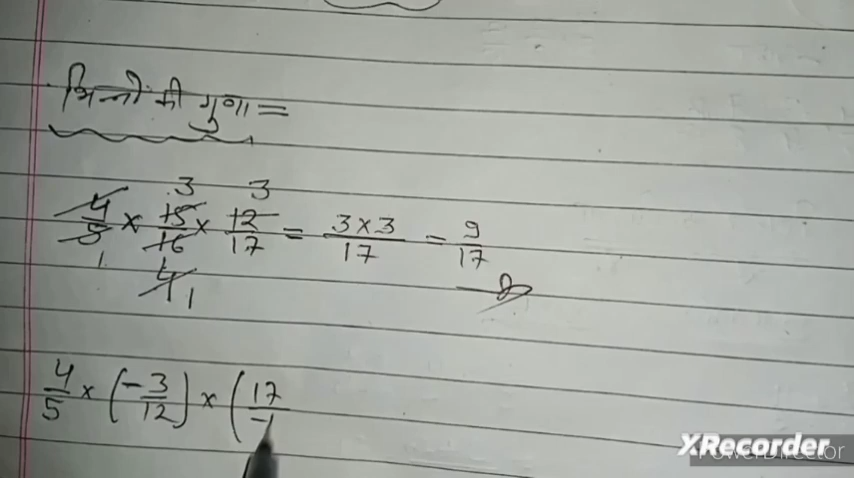 भिन्नो की गुणा =
4/5 × 15/16 × 12/17 = 3×3/17 = 9/17
3 3
1 4 1
4/5 × (-3/12) × (17/-
XRecorder
PowerDirector